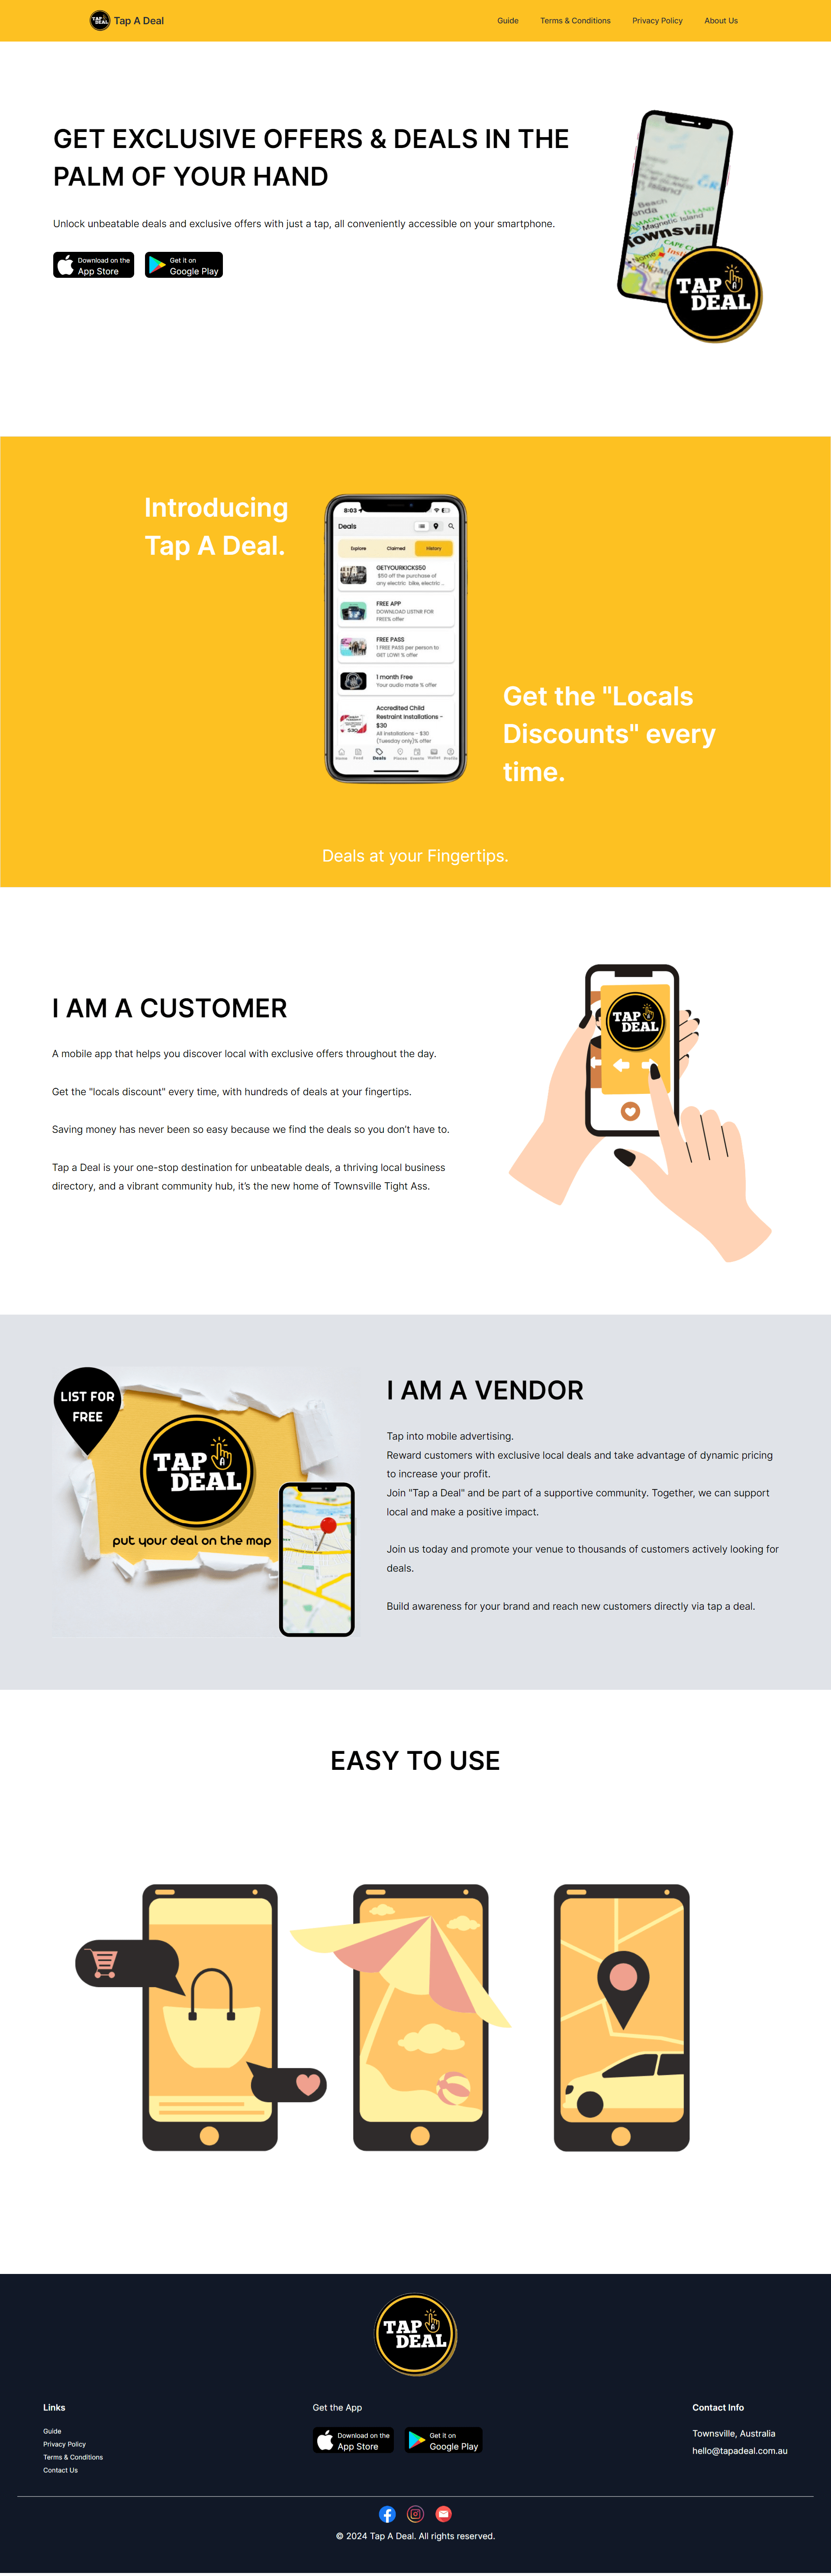 TAP A DEAL
Tap A Deal
Guide
Terms & Conditions
Privacy Policy
About Us
GET EXCLUSIVE OFFERS & DEALS IN THE
PALM OF YOUR HAND
Unlock unbeatable deals and exclusive offers with just a tap, all conveniently accessible on your smartphone.
Download on the
App Store
Get it on
Google Play
Beach
Magnetic Island
Townsvill
TAP A
DEAL
Introducing
Tap A Deal.
8:03
Deals
Explore
Claimed
History
GETYOURKICKS50
$50 off the purchase of
any electric bike, electric ...
FREE APP
DOWNLOAD USTNR FOR
FREE% offer
FREE PASS
1 FREE PASS per person to
GET LOW! % offer
1 month Free
Your audio mate % offer
Accredited Child
Restraint Installations -
$30
All Installations - $30
(Tuesday only)% offer
Home
Food
Deals
Places
Events
Wallet
Profile
Get the "Locals
Discounts" every
time.
Deals at your Fingertips.
I AM A CUSTOMER
A mobile app that helps you discover local with exclusive offers throughout the day.
Get the "locals discount" every time, with hundreds of deals at your fingertips.
Saving money has never been so easy because we find the deals so you don’t have to.
Tap a Deal is your one-stop destination for unbeatable deals, a thriving local business
directory, and a vibrant community hub, it’s the new home of Townsville Tight Ass.
TAP A
DEAL
LIST FOR
FREE
TAP A
DEAL
put your deal on the map
I AM A VENDOR
Tap into mobile advertising.
Reward customers with exclusive local deals and take advantage of dynamic pricing
to increase your profit.
Join "Tap a Deal" and be part of a supportive community. Together, we can support
local and make a positive impact.
Join us today and promote your venue to thousands of customers actively looking for
deals.
Build awareness for your brand and reach new customers directly via tap a deal.
EASY TO USE
TAP A
DEAL
Links
Guide
Privacy Policy
Terms & Conditions
Contact Us
Get the App
Download on the
App Store
Get it on
Google Play
Contact Info
Townsville, Australia
hello@tapadeal.com.au
© 2024 Tap A Deal. All rights reserved.